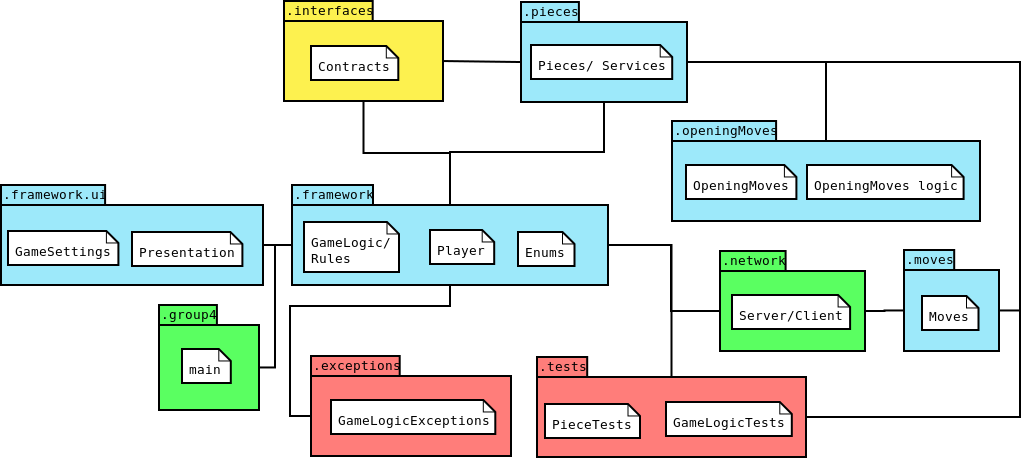 .interfaces
Contracts
.pieces
Pieces/ Services
.openingMoves
OpeningMoves
OpeningMoves logic
.framework.ui
GameSettings
Presentation
.framework
GameLogic/
Rules
Player
Enums
.network
Server/Client
.moves
Moves
.group4
main
.exceptions
GameLogicExceptions
.tests
PieceTests
GameLogicTests